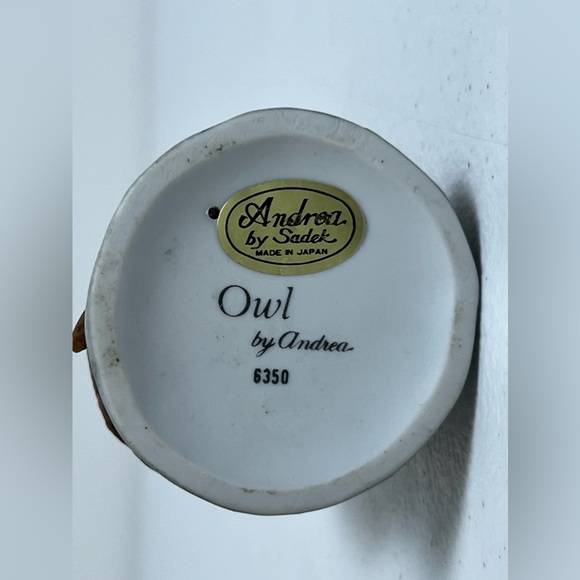 Andrea
by Sadek
MADE IN JAPAN
Owl
by Andrea
6350